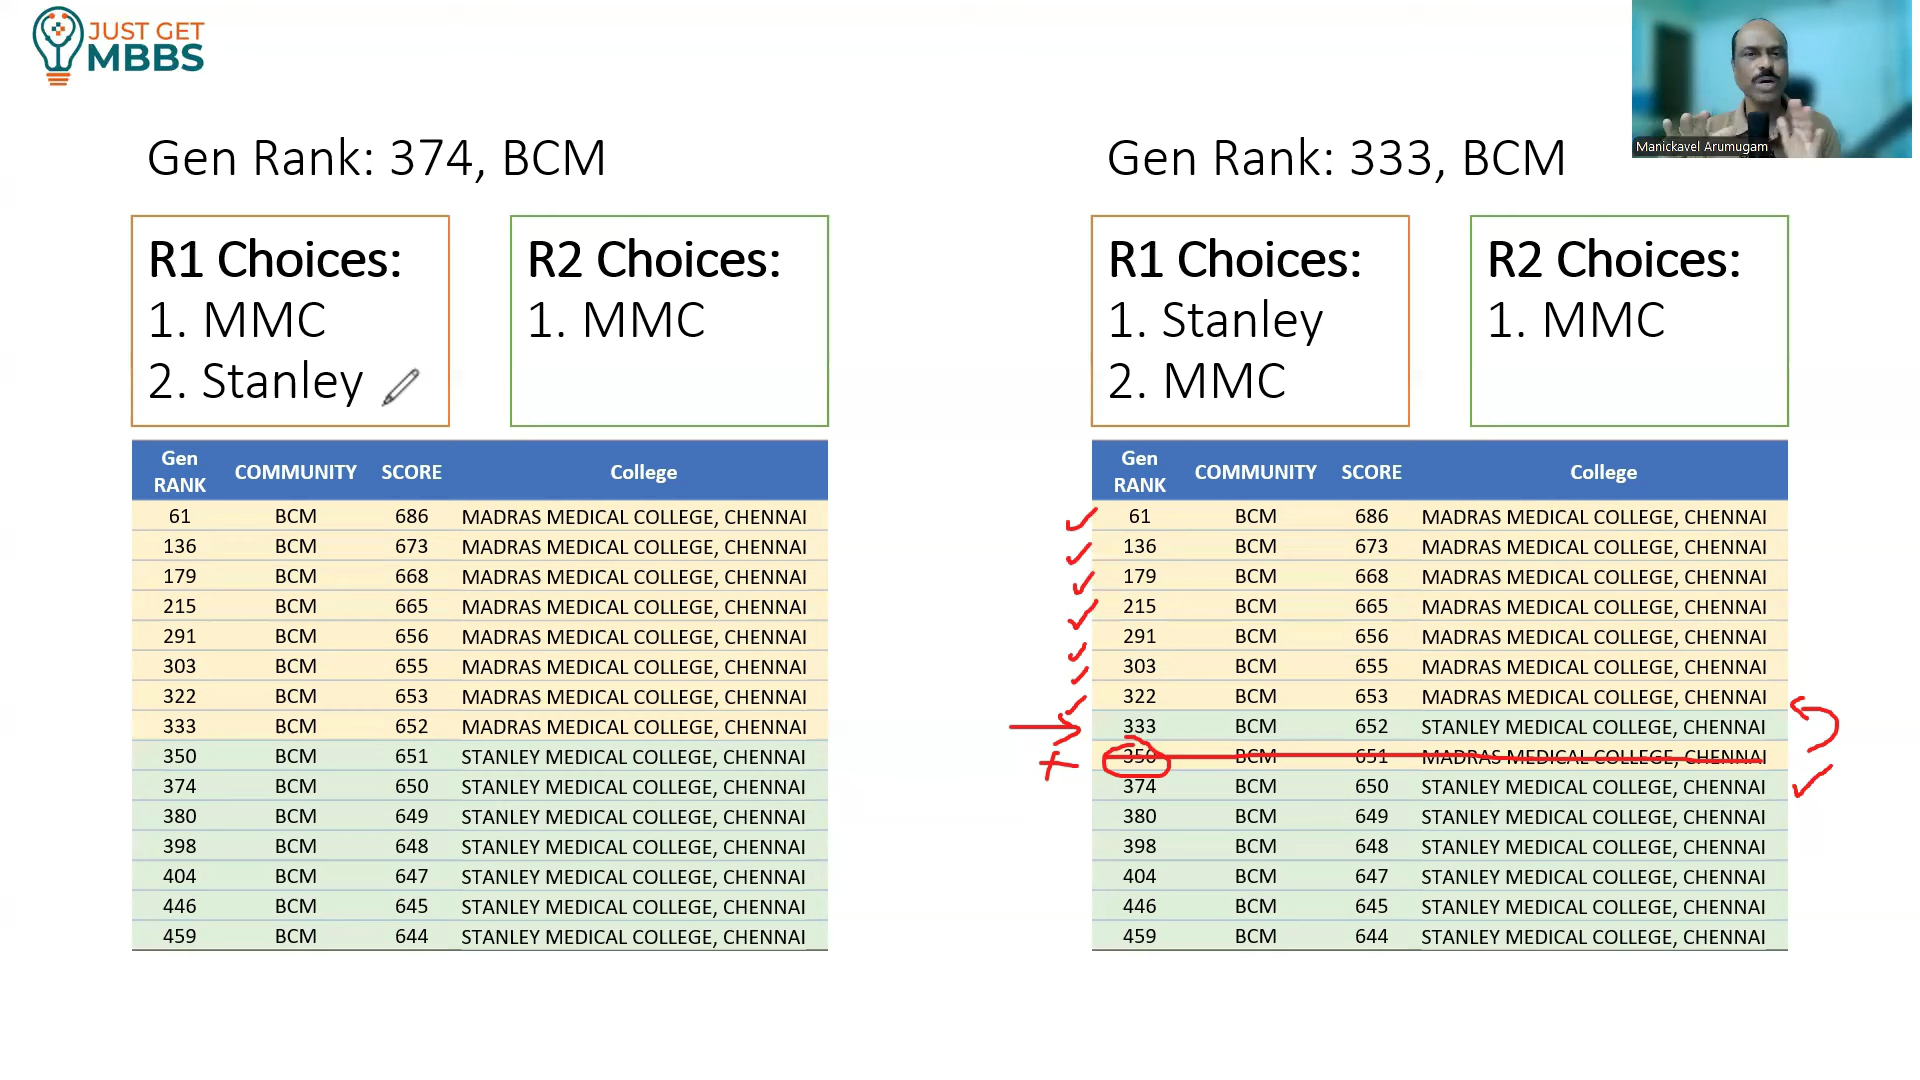 JUST GET
MBBS
Manickavel Arumugam
Gen Rank: 374, BCM
R1 Choices:
1. MMC
2. Stanley
R2 Choices:
1. MMC
Gen RANK COMMUNITY SCORE College
61 BCM 686 MADRAS MEDICAL COLLEGE, CHENNAI
136 BCM 673 MADRAS MEDICAL COLLEGE, CHENNAI
179 BCM 668 MADRAS MEDICAL COLLEGE, CHENNAI
215 BCM 665 MADRAS MEDICAL COLLEGE, CHENNAI
291 BCM 656 MADRAS MEDICAL COLLEGE, CHENNAI
303 BCM 655 MADRAS MEDICAL COLLEGE, CHENNAI
322 BCM 653 MADRAS MEDICAL COLLEGE, CHENNAI
333 BCM 652 MADRAS MEDICAL COLLEGE, CHENNAI
350 BCM 651 STANLEY MEDICAL COLLEGE, CHENNAI
374 BCM 650 STANLEY MEDICAL COLLEGE, CHENNAI
380 BCM 649 STANLEY MEDICAL COLLEGE, CHENNAI
398 BCM 648 STANLEY MEDICAL COLLEGE, CHENNAI
404 BCM 647 STANLEY MEDICAL COLLEGE, CHENNAI
446 BCM 645 STANLEY MEDICAL COLLEGE, CHENNAI
459 BCM 644 STANLEY MEDICAL COLLEGE, CHENNAI
Gen Rank: 333, BCM
R1 Choices:
1. Stanley
2. MMC
R2 Choices:
1. MMC
Gen RANK COMMUNITY SCORE College
61 BCM 686 MADRAS MEDICAL COLLEGE, CHENNAI
136 BCM 673 MADRAS MEDICAL COLLEGE, CHENNAI
179 BCM 668 MADRAS MEDICAL COLLEGE, CHENNAI
215 BCM 665 MADRAS MEDICAL COLLEGE, CHENNAI
291 BCM 656 MADRAS MEDICAL COLLEGE, CHENNAI
303 BCM 655 MADRAS MEDICAL COLLEGE, CHENNAI
322 BCM 653 MADRAS MEDICAL COLLEGE, CHENNAI
333 BCM 652 STANLEY MEDICAL COLLEGE, CHENNAI
350 BCM 651 MADRAS MEDICAL COLLEGE, CHENNAI
374 BCM 650 STANLEY MEDICAL COLLEGE, CHENNAI
380 BCM 649 STANLEY MEDICAL COLLEGE, CHENNAI
398 BCM 648 STANLEY MEDICAL COLLEGE, CHENNAI
404 BCM 647 STANLEY MEDICAL COLLEGE, CHENNAI
446 BCM 645 STANLEY MEDICAL COLLEGE, CHENNAI
459 BCM 644 STANLEY MEDICAL COLLEGE, CHENNAI